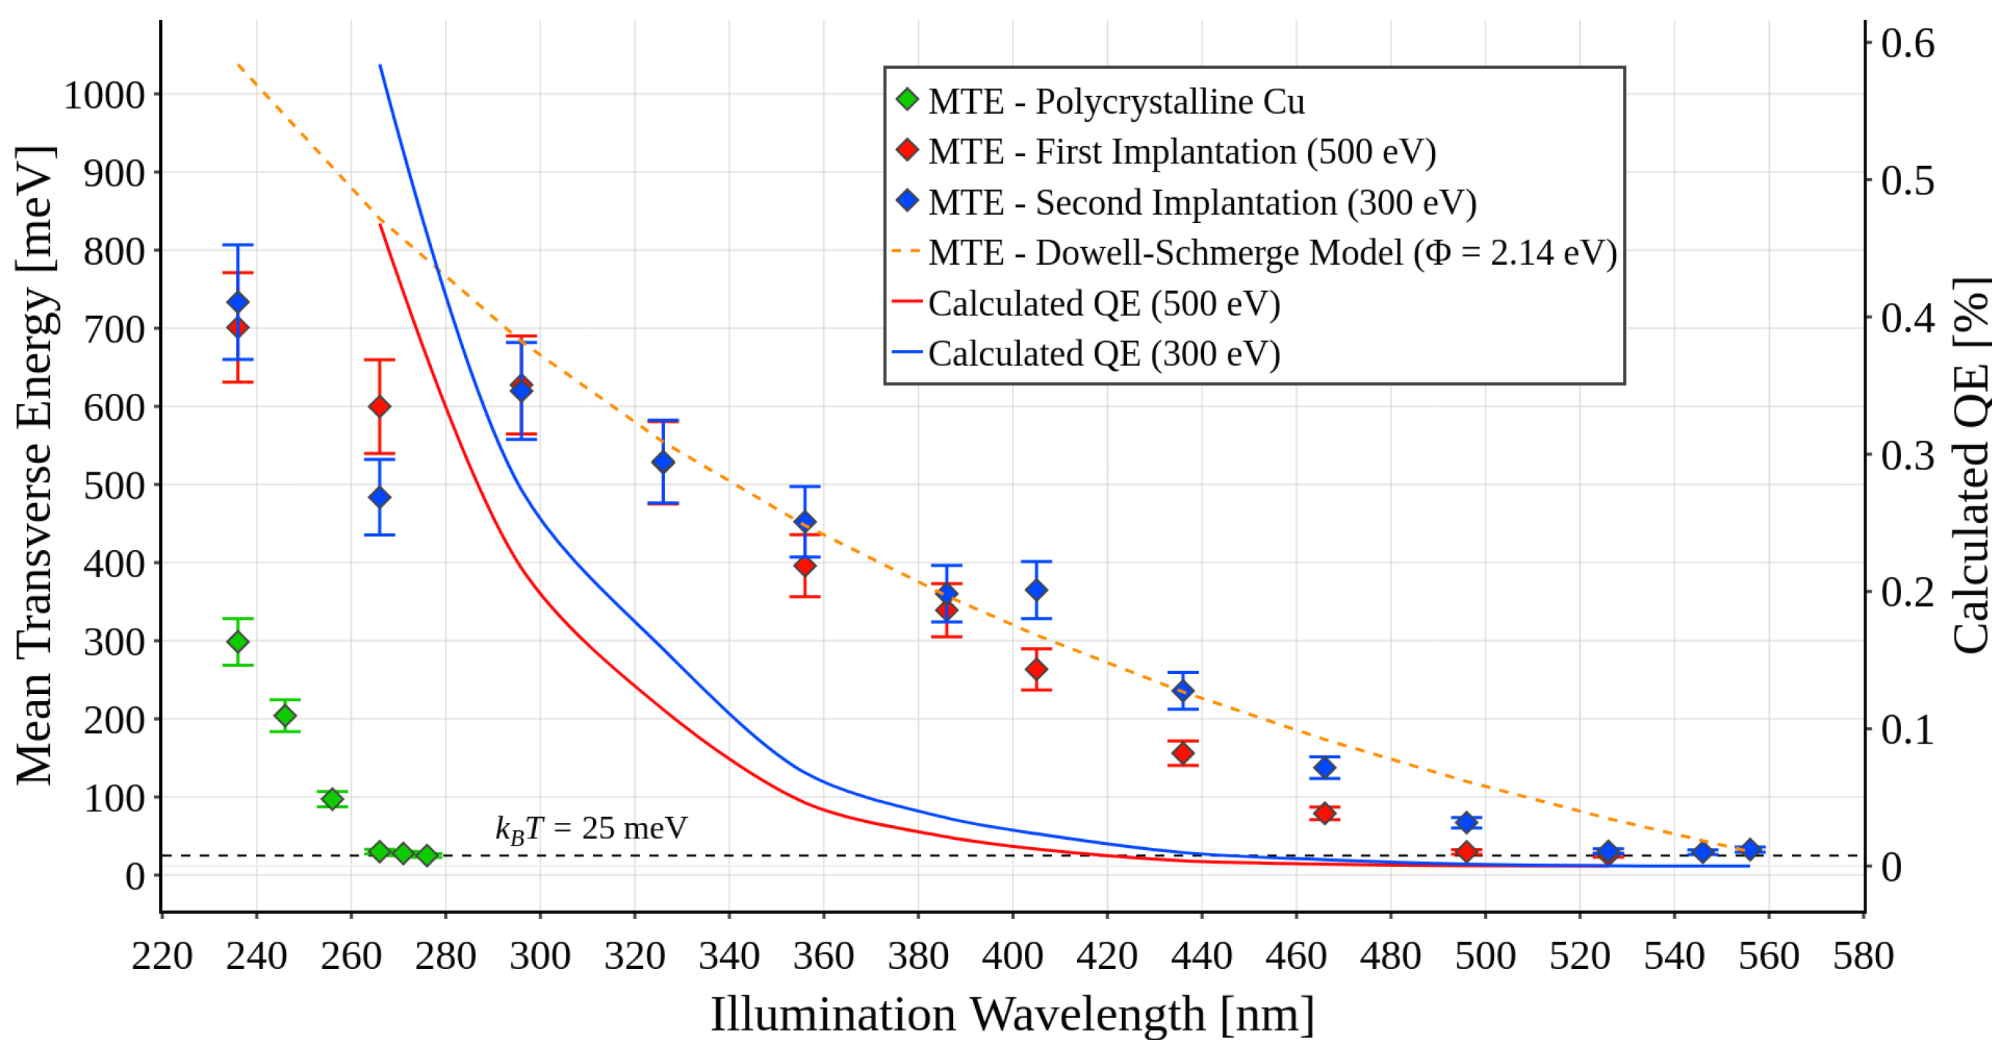 Mean Transverse Energy [meV]
1000
900
800
700
600
500
400
300
200
100
0
MTE - Polycrystalline Cu
MTE - First Implantation (500 eV)
MTE - Second Implantation (300 eV)
MTE - Dowell-Schmerge Model (Φ = 2.14 eV)
Calculated QE (500 eV)
Calculated QE (300 eV)
k_BT = 25 meV
0.6
0.5
0.4
0.3
0.2
0.1
0
Calculated QE [%]
220 240 260 280 300 320 340 360 380 400 420 440 460 480 500 520 540 560 580
Illumination Wavelength [nm]